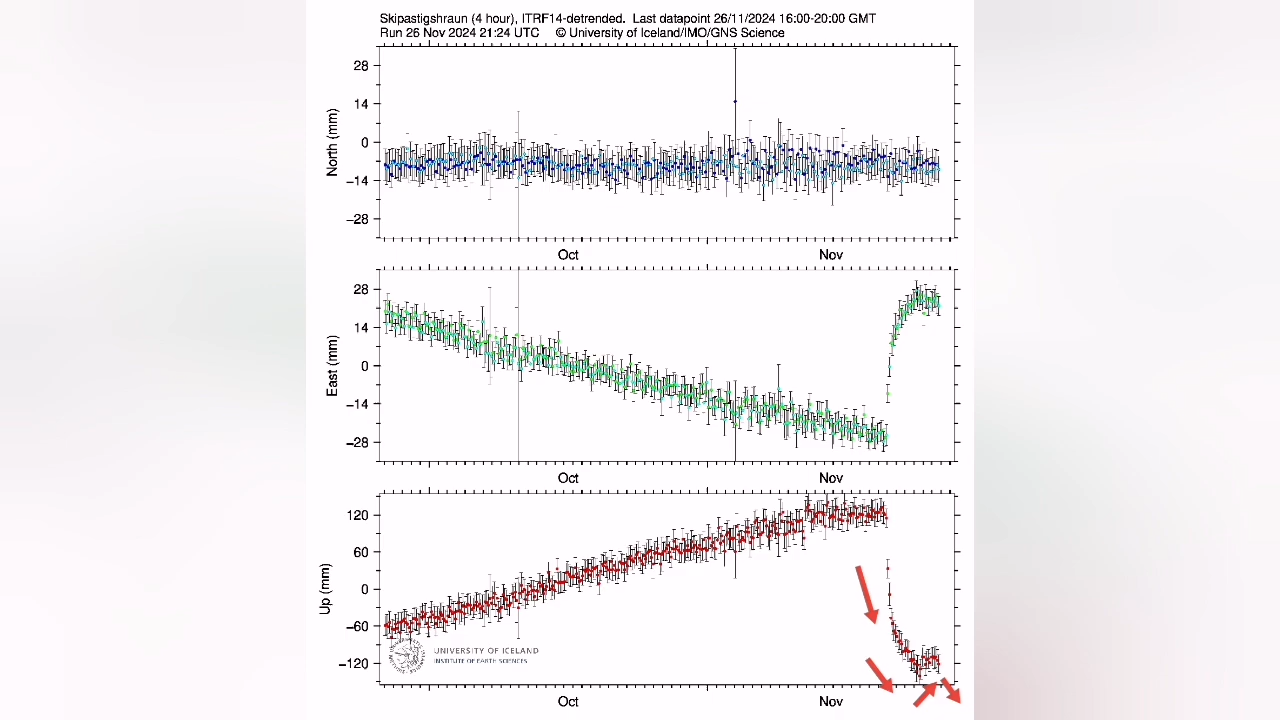 Skipastigshraun (4 hour), ITRF14-detrended. Last datapoint 26/11/2024 16:00-20:00 GMT
Run 26 Nov 2024 21:24 UTC © University of Iceland/IMO/GNS Science
28
14
0
−14
−28
North (mm)
Oct Nov
28
14
0
−14
−28
East (mm)
Oct Nov
120
60
0
−60
−120
Up (mm)
UNIVERSITY OF ICELAND
INSTITUTE OF EARTH SCIENCES
Oct Nov